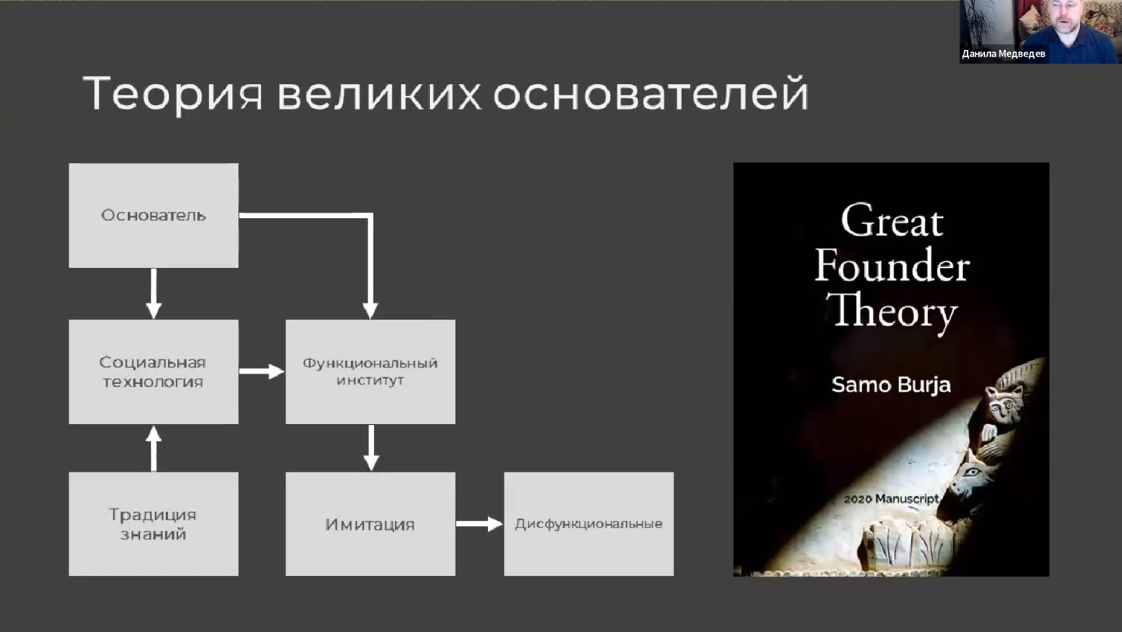 Данила Медведев
Теория великих основателей
Основатель
Социальная
технология
Функциональный
институт
Традиция
знаний
Имитация
Дисфункциональные
Great
Founder
Theory
Samo Burja
2020 Manuscript